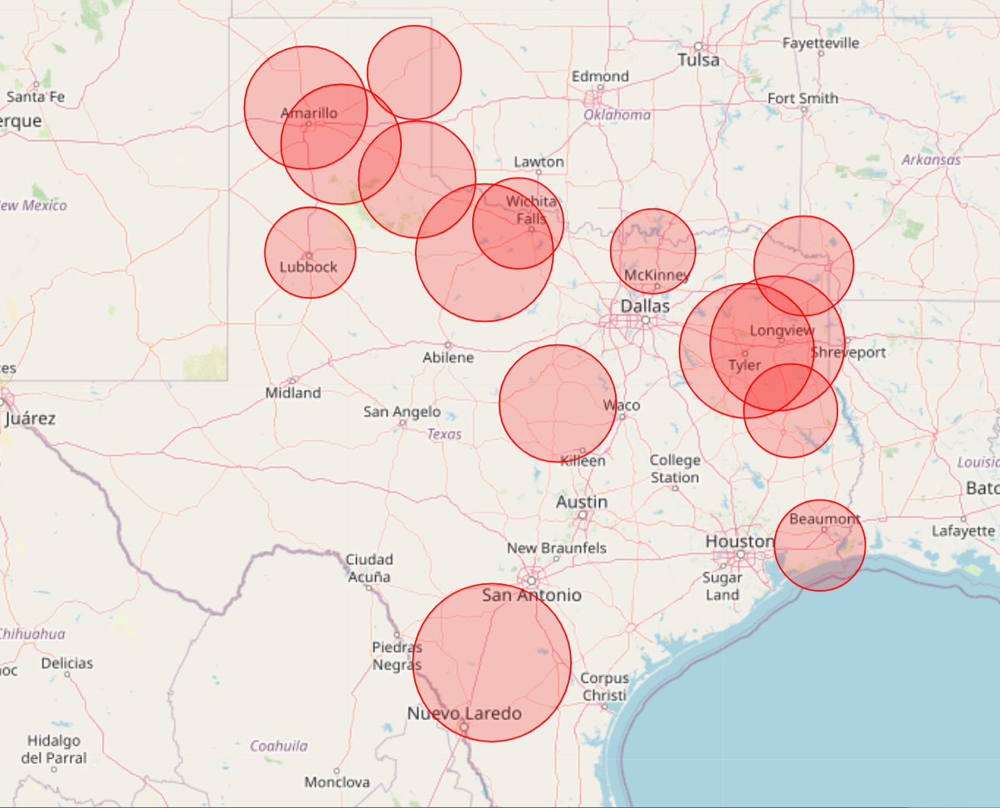 Fayetteville
Tulsa
Edmond
Santa Fe
Fort Smith
Amarillo
erque
Oklahoma
Lawton
Arkansas
ew Mexico
Wichita
Falls
Lubbock
McKinney
Dallas
Longview
Shreveport
Abilene
Tyler
tes
Midland
San Angelo
Waco
Juárez
Texas
Killeen
College
Station
Louisia
Bato
Austin
Beaumont
Lafayette
Houston
New Braunfels
Ciudad
Acuña
Sugar
Land
San Antonio
Chihuahua
Piedras
Negras
Delicias
moc
Corpus
Christi
Nuevo Laredo
Hidalgo
del Parral
Coahuila
Monclova